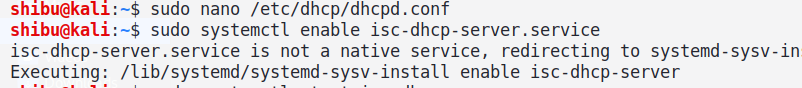 shibu@kali:~$ sudo nano /etc/dhcp/dhcpd.conf
shibu@kali:~$ sudo systemctl enable isc-dhcp-server.service
isc-dhcp-server.service is not a native service, redirecting to systemd-sysv-in
Executing: /lib/systemd/systemd-sysv-install enable isc-dhcp-server